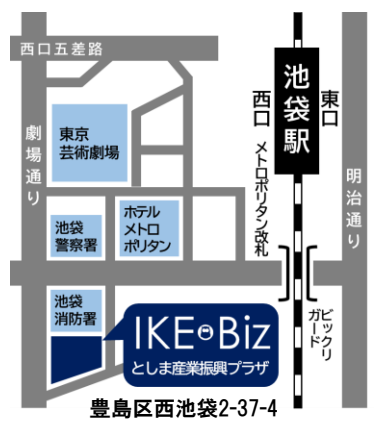 西口五差路
池袋駅
西口
東口
劇場通り
東京
芸術劇場
メトロポリタン改札
明治通り
池袋
警察署
ホテル
メトロ
ポリタン
池袋
消防署
ビックリ
ガード
IKE・Biz
としま産業振興プラザ
豊島区西池袋2-37-4